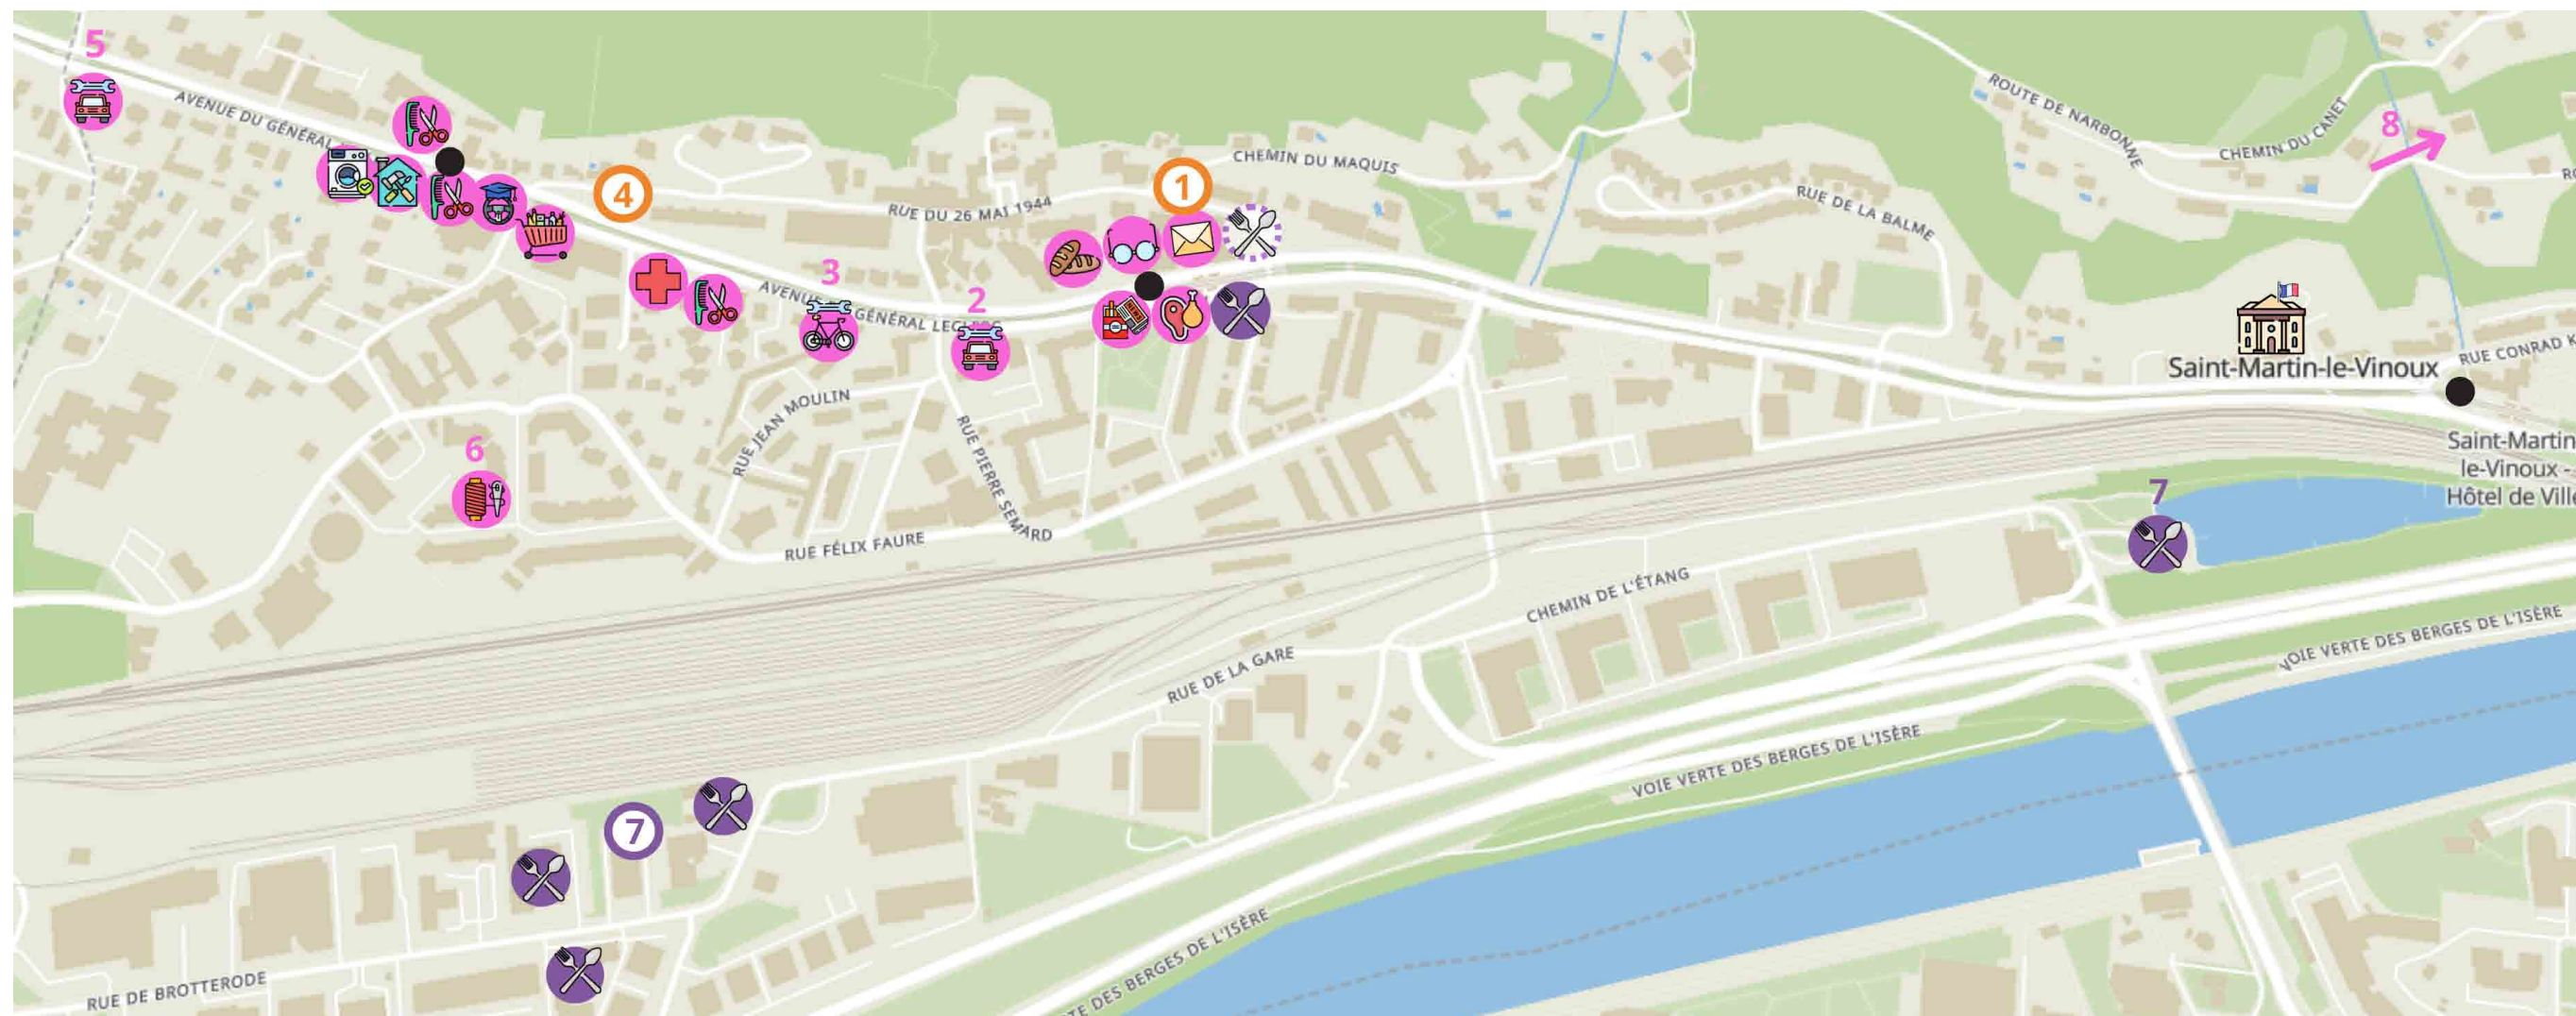 5
AVENUE DU GÉNÉRAL
4
1
CHEMIN DU MAQUIS
ROUTE DE NARBONNE
CHEMIN DU CANET
8
RUE DU 26 MAI 1944
RUE DE LA BALME
3
2
AVENUE
GÉNÉRAL
Saint-Martin-le-Vinoux
RUE CONRAD K
RUE JEAN MOULIN
RUE PIERRE SEMARD
6
Saint-Martin
le-Vinoux -
Hôtel de Ville
7
RUE FÉLIX FAURE
CHEMIN DE L'ÉTANG
VOIE VERTE DES BERGES DE L'ISÈRE
RUE DE LA GARE
VOIE VERTE DES BERGES DE L'ISÈRE
7
TE DES BERGES DE L'ISÈRE
RUE DE BROTTERODE